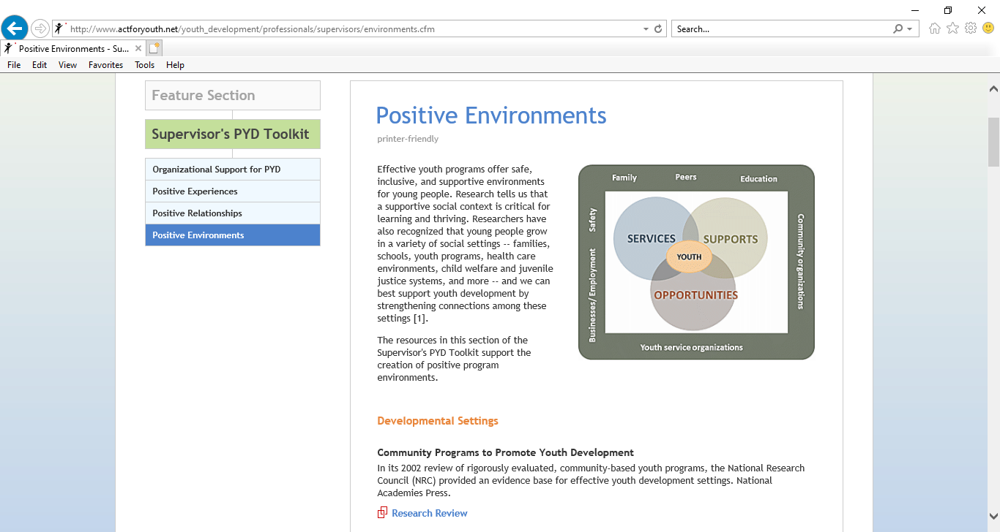 http://www.actforyouth.net/youth_development/professionals/supervisors/environments.cfm
Search...
Positive Environments - Su...
File Edit View Favorites Tools Help
Feature Section
Supervisor's PYD Toolkit
Organizational Support for PYD
Positive Experiences
Positive Relationships
Positive Environments
Positive Environments
printer-friendly
Effective youth programs offer safe,
inclusive, and supportive environments
for young people. Research tells us that
a supportive social context is critical for
learning and thriving. Researchers have
also recognized that young people grow
in a variety of social settings -- families,
schools, youth programs, health care
environments, child welfare and juvenile
justice systems, and more -- and we can
best support youth development by
strengthening connections among these
settings [1].
The resources in this section of the
Supervisor's PYD Toolkit support the
creation of positive program
environments.
Family Peers Education
Safety
Businesses/Employment
Community organizations
SERVICES SUPPORTS
YOUTH
OPPORTUNITIES
Youth service organizations
Developmental Settings
Community Programs to Promote Youth Development
In its 2002 review of rigorously evaluated, community-based youth programs, the National Research
Council (NRC) provided an evidence base for effective youth development settings. National
Academies Press.
Research Review